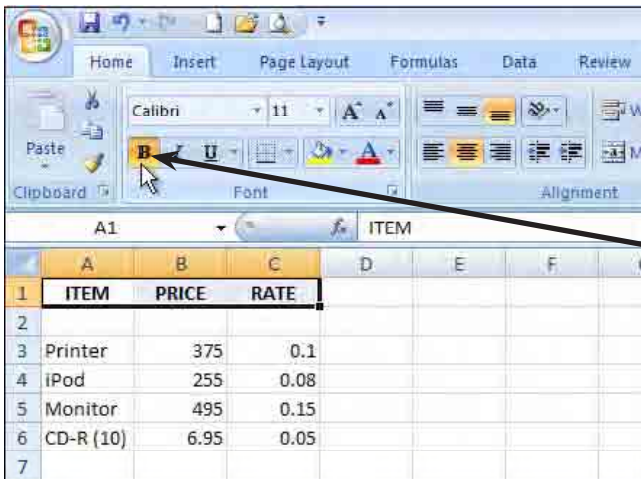 Home Insert Page Layout Formulas Data Review
Calibri 11 A A
Paste
B I U A
Clipboard Font Alignment
A1 fx ITEM
A B C D E F
1 ITEM PRICE RATE
2
3 Printer 375 0.1
4 iPod 255 0.08
5 Monitor 495 0.15
6 CD-R (10) 6.95 0.05
7